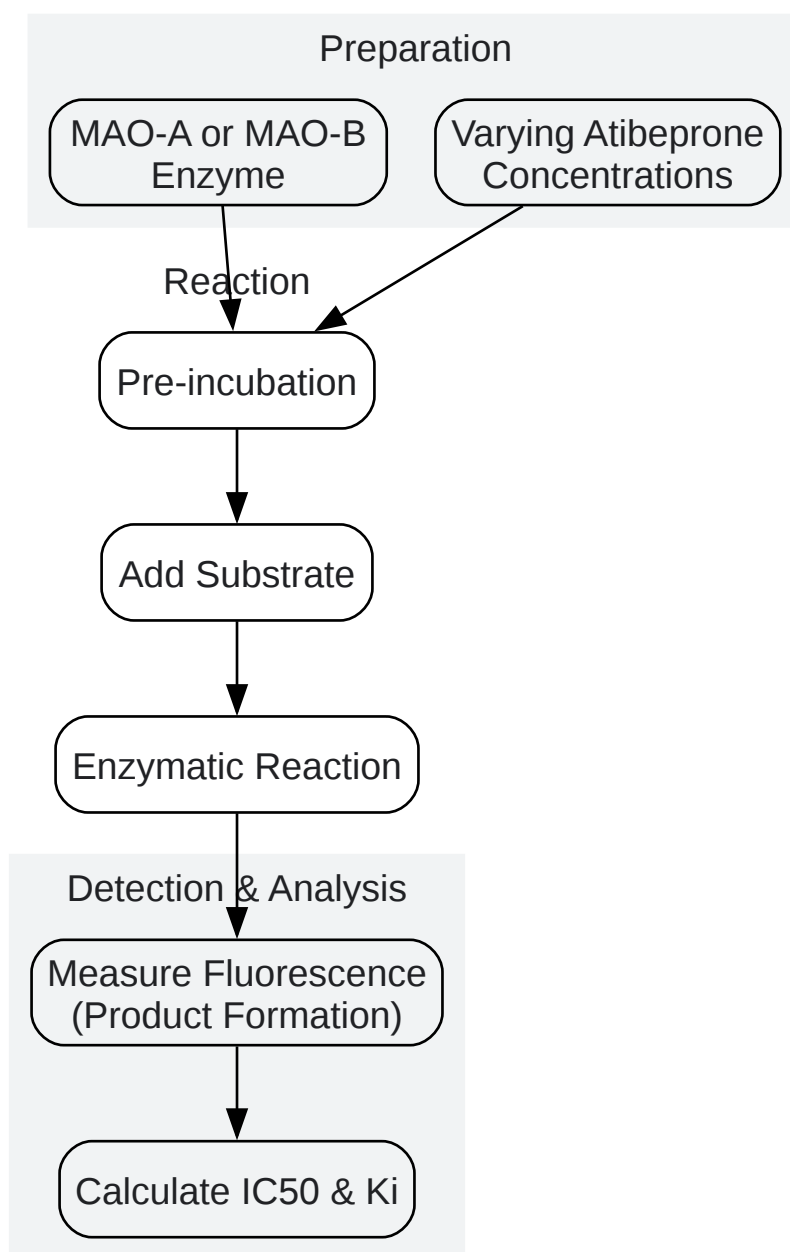 Preparation
MAO-A or MAO-B
Enzyme
Varying Atibeprone
Concentrations
Reaction
Pre-incubation
Add Substrate
Enzymatic Reaction
Detection & Analysis
Measure Fluorescence
(Product Formation)
Calculate IC50 & Ki